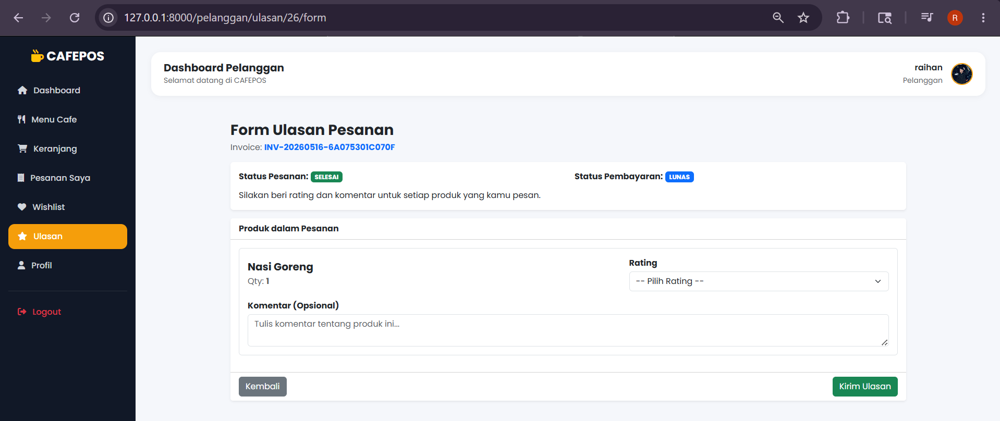 127.0.0.1:8000/pelanggan/ulasan/26/form
R
CAFEPOS
Dashboard
Menu Cafe
Keranjang
Pesanan Saya
Wishlist
Ulasan
Profil
Logout
Dashboard Pelanggan
Selamat datang di CAFEPOS
raihan
Pelanggan
Form Ulasan Pesanan
Invoice: INV-20260516-6A075301C070F
Status Pesanan: SELESAI
Status Pembayaran: LUNAS
Silakan beri rating dan komentar untuk setiap produk yang kamu pesan.
Produk dalam Pesanan
Nasi Goreng
Qty: 1
Rating
-- Pilih Rating --
Komentar (Opsional)
Tulis komentar tentang produk ini...
Kembali
Kirim Ulasan